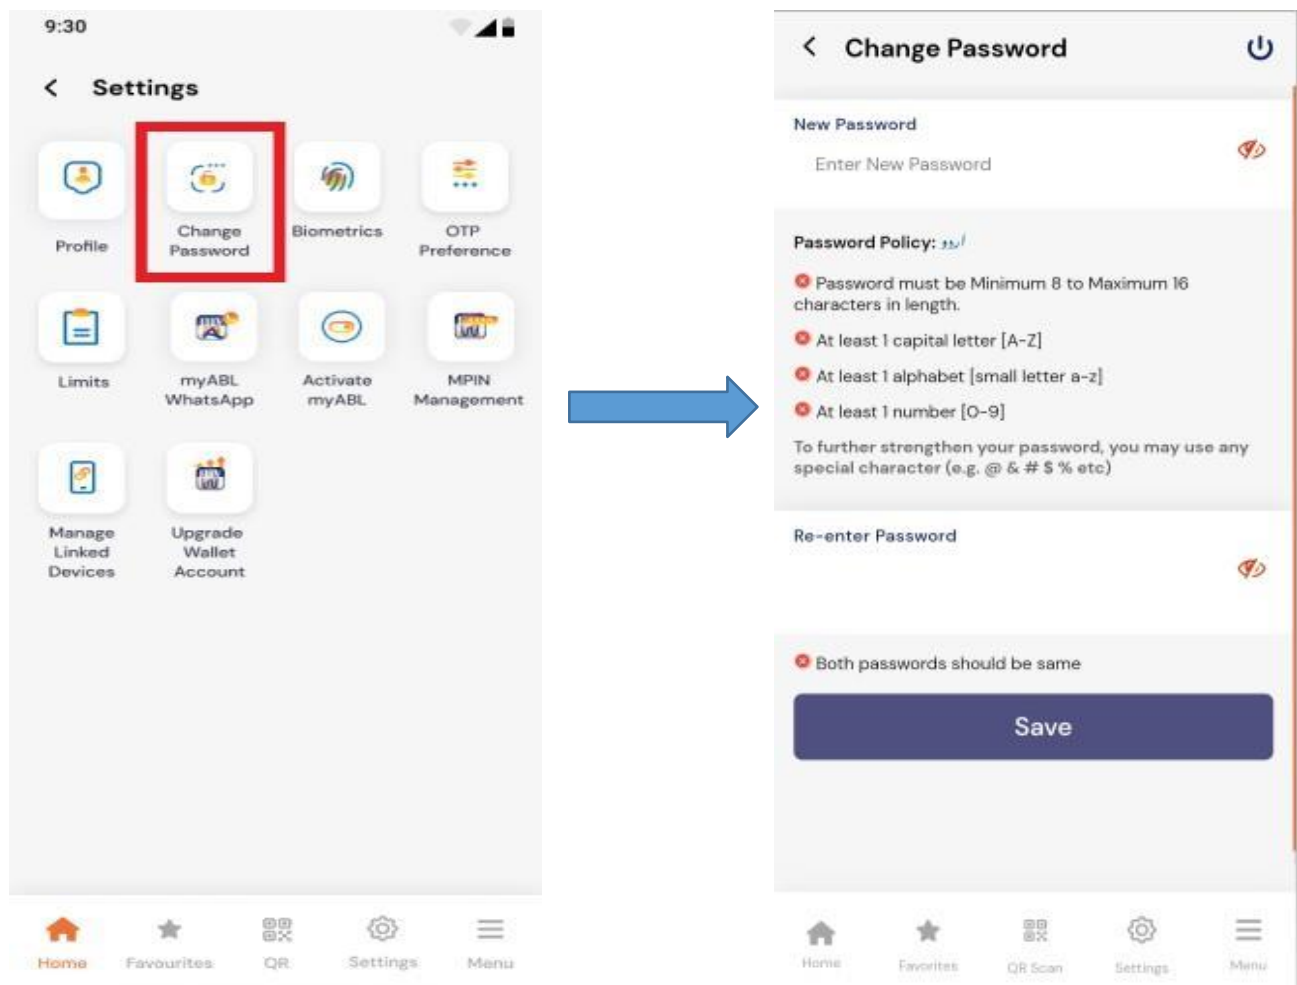 9:30
Settings
Profile
Change
Password
Biometrics
OTP
Preference
Limits
myABL
WhatsApp
Activate
myABL
MPIN
Management
Manage
Linked
Devices
Upgrade
Wallet
Account
Home
Favourites
QR
Settings
Menu
Change Password
New Password
Enter New Password
Password Policy: اردو
Password must be Minimum 8 to Maximum 16
characters in length.
At least 1 capital letter [A-Z]
At least 1 alphabet [small letter a-z]
At least 1 number [0-9]
To further strengthen your password, you may use any
special character (e.g. @ & # $ % etc)
Re-enter Password
Both passwords should be same
Save
Home
Favorites
QR Scan
Settings
Menu